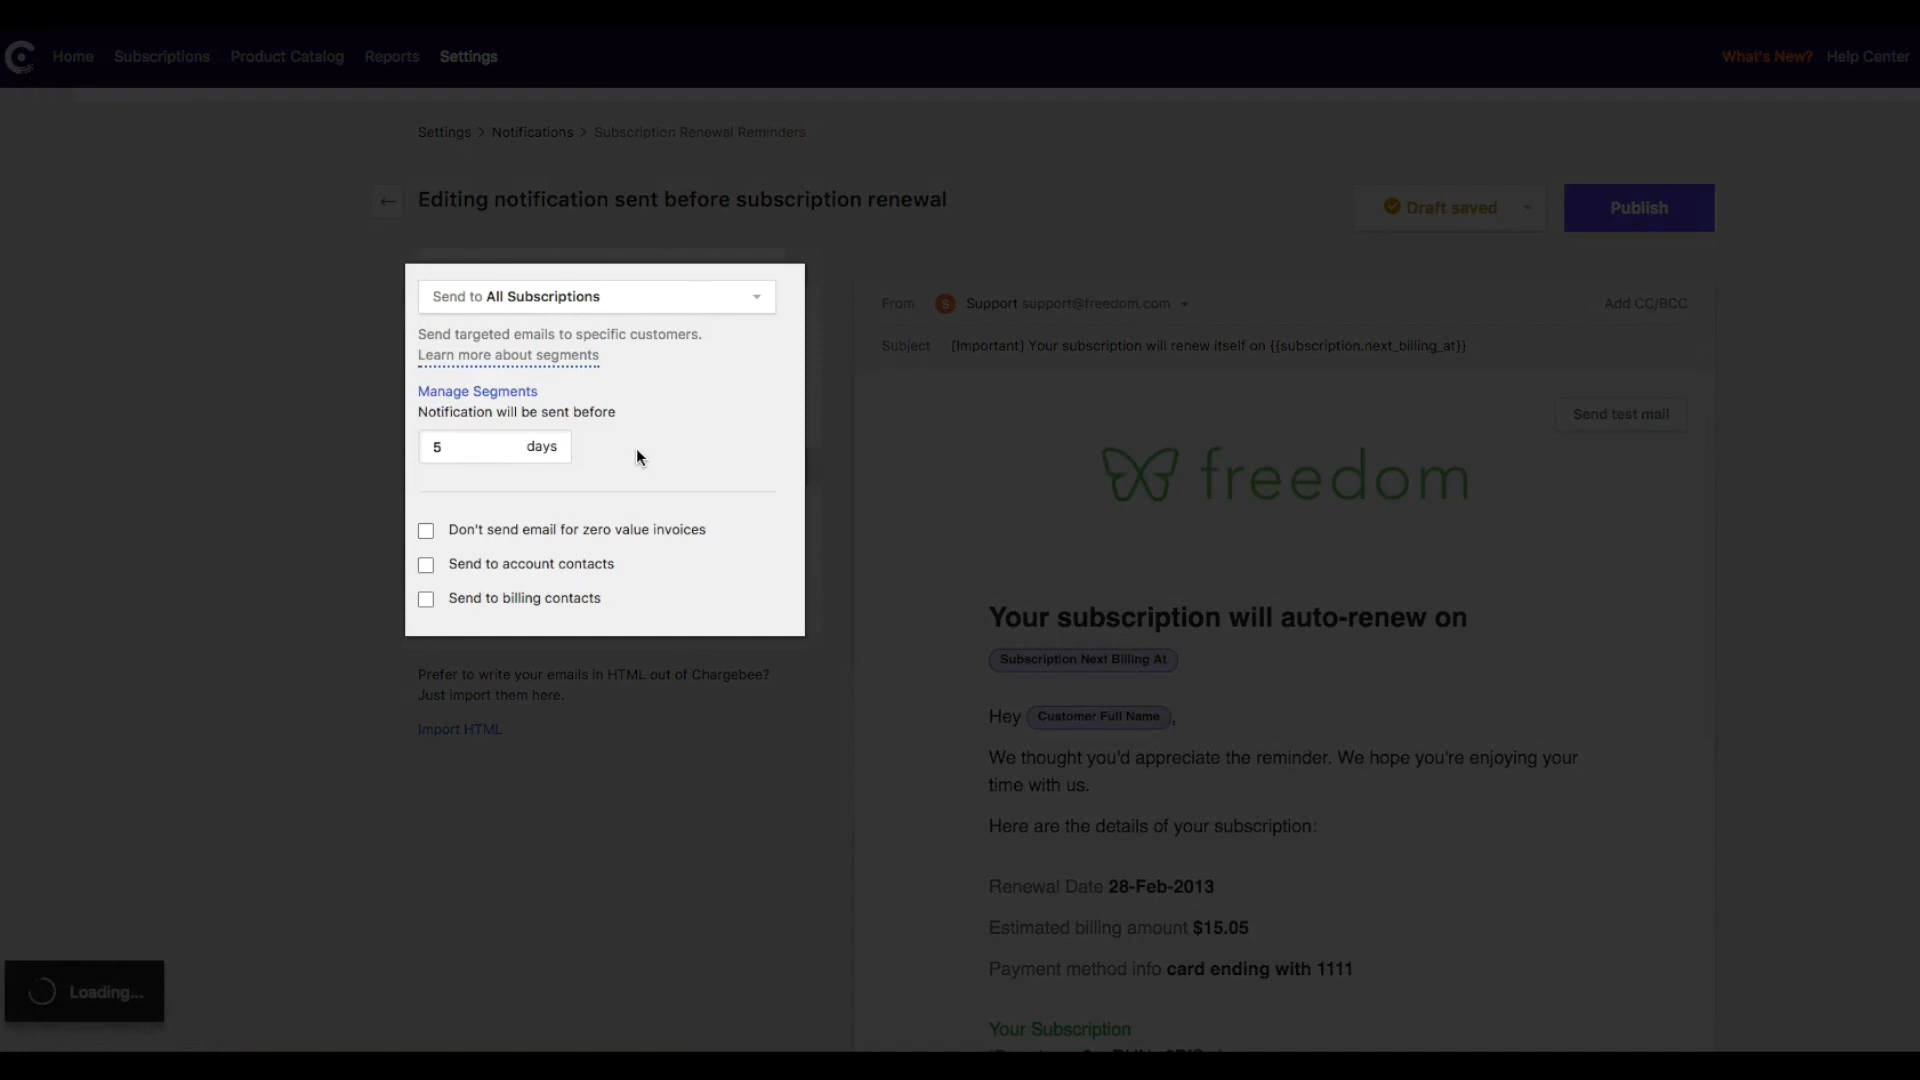 Home Subscriptions Product Catalog Reports Settings What's New? Help Center
Settings > Notifications > Subscription Renewal Reminders
← Editing notification sent before subscription renewal
Draft saved
Publish
Send to All Subscriptions
Send targeted emails to specific customers.
Learn more about segments
Manage Segments
Notification will be sent before
5 days
Don't send email for zero value invoices
Send to account contacts
Send to billing contacts
Prefer to write your emails in HTML out of Chargebee?
Just import them here.
Import HTML
From S Support support@freedom.com Add CC/BCC
Subject [Important] Your subscription will renew itself on {{subscription.next_billing_at}}
Send test mail
freedom
Your subscription will auto-renew on
Subscription Next Billing At
Hey Customer Full Name,
We thought you'd appreciate the reminder. We hope you're enjoying your
time with us.
Here are the details of your subscription:
Renewal Date 28-Feb-2013
Estimated billing amount $15.05
Payment method info card ending with 1111
Your Subscription
Loading...